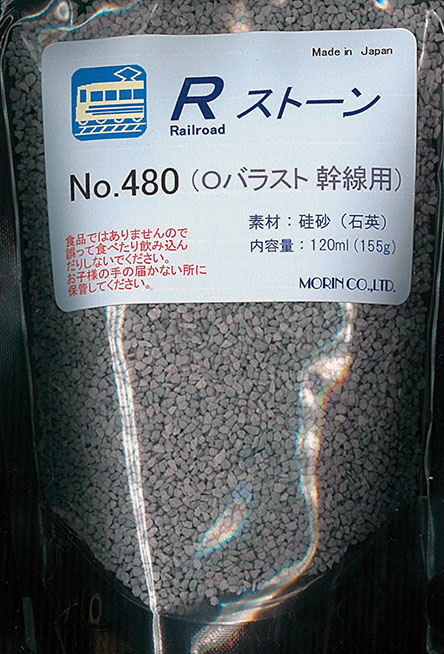 Made in Japan
R ストーン
Railroad
No.480 (Oバラスト 幹線用)
素材：硅砂（石英）
内容量：120ml(155g)
食品ではありませんので
誤って食べたり飲み込ん
だりしないでください。
お子様の手の届かない所に
保管してください。
MORIN CO.,LTD.